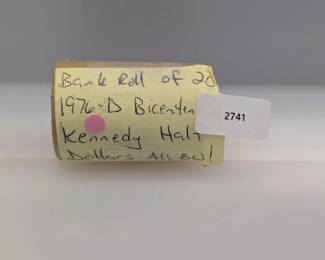 Bank Roll of 20
1976-D Bicenten
Kennedy Half
Dollars-All BU!
2741